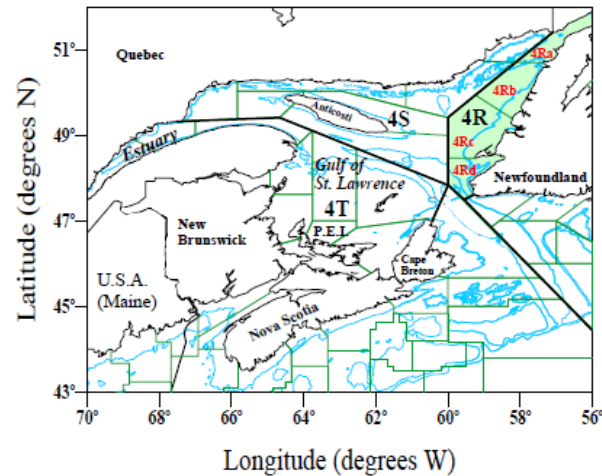 51°
Quebec
4Ra
4Rb
Anticosti
4S
4R
49°
Estuary
4Rc
Gulf of
St. Lawrence
4Rd
Newfoundland
47°
4T
New
Brunswick
P.E.I.
Cape
Breton
U.S.A.
(Maine)
45°
Nova Scotia
43°
70° 68° 66° 64° 62° 60° 58° 56°
Longitude (degrees W)
Latitude (degrees N)